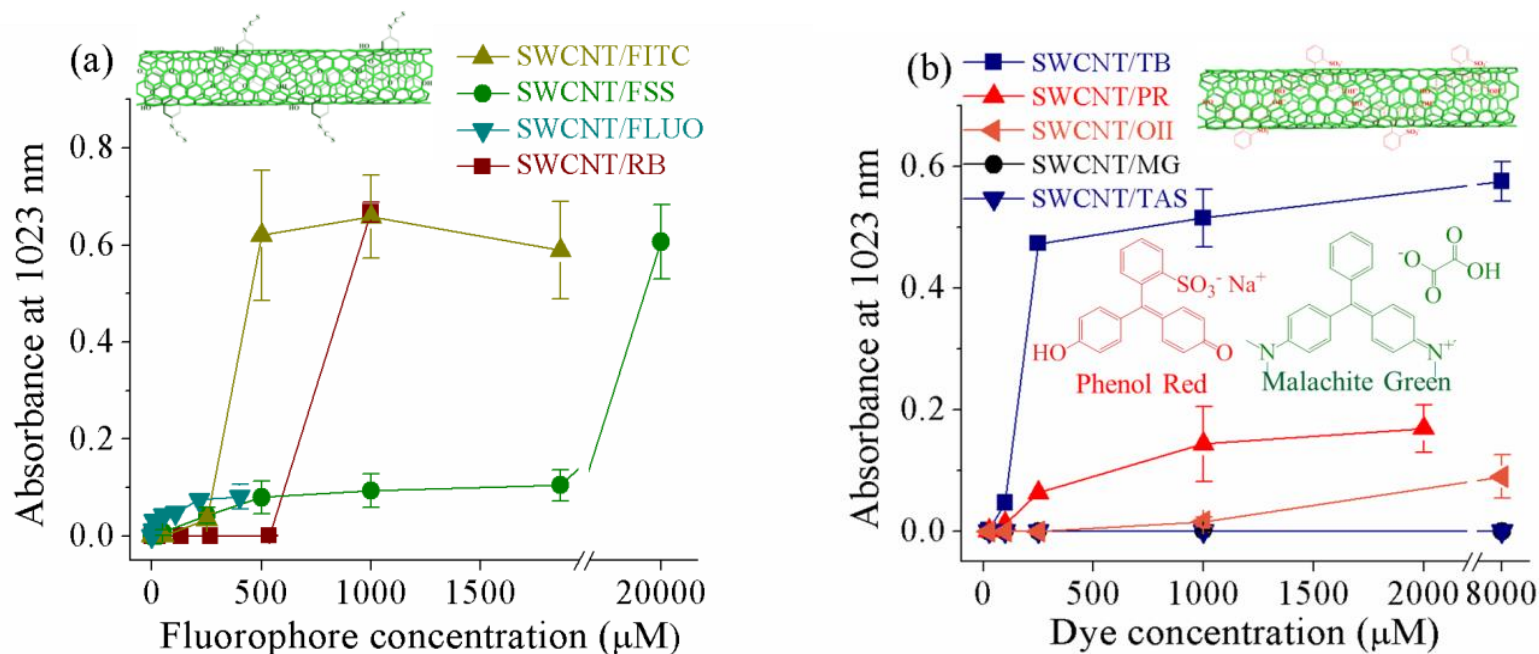 (a)
SWCNT/FITC
SWCNT/FSS
SWCNT/FLUO
SWCNT/RB
Absorbance at 1023 nm
0.8
0.6
0.4
0.2
0.0
0
500
1000
1500
20000
Fluorophore concentration (μM)
(b)
SWCNT/TB
SWCNT/PR
SWCNT/OII
SWCNT/MG
SWCNT/TAS
Absorbance at 1023 nm
0.6
0.4
0.2
0.0
SO₃⁻ Na⁺
HO
O
Phenol Red
O
⁻O
OH
O
N
N⁺
Malachite Green
0
500
1000
1500
2000
8000
Dye concentration (μM)